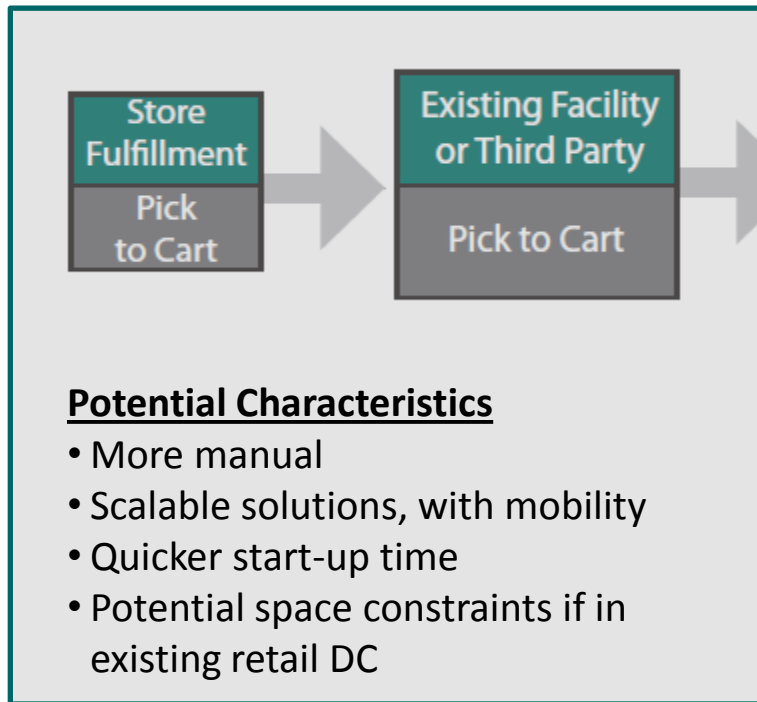 Store
Fulfillment
Pick
to Cart
Existing Facility
or Third Party
Pick to Cart
Potential Characteristics
• More manual
• Scalable solutions, with mobility
• Quicker start-up time
• Potential space constraints if in
existing retail DC